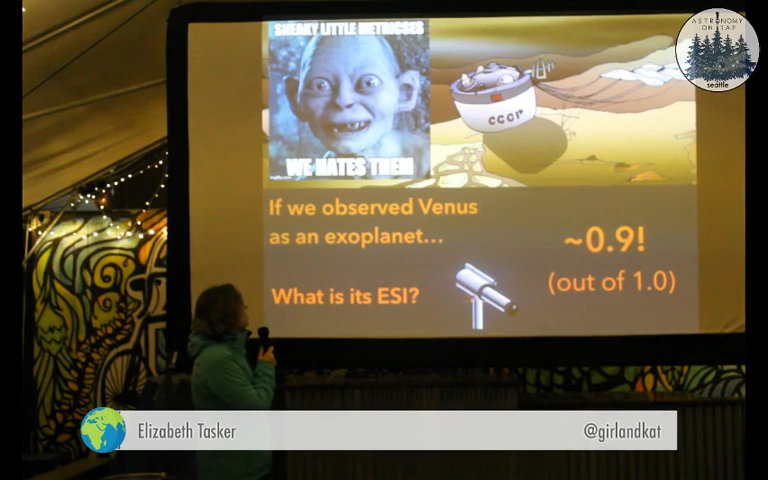 SNEAKY LITTLE METRICSES
WE HATES THEM
CCCP
If we observed Venus
as an exoplanet...
~0.9!
(out of 1.0)
What is its ESI?
ASTRONOMY
ON TAP
seattle
Elizabeth Tasker
@girlandkat